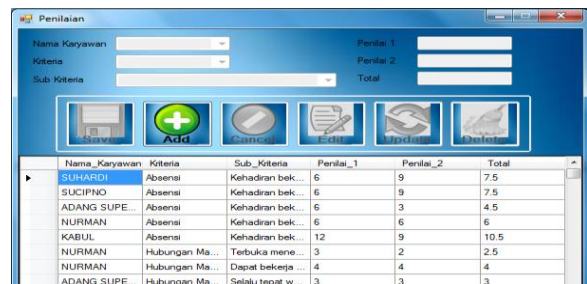 Penilaian
Nama Karyawan
Penilai 1
Kriteria
Penilai 2
Sub Kriteria
Total
Save Add Cancel Edit Update Delete
Nama_Karyawan Kriteria Sub_Kriteria Penilai_1 Penilai_2 Total
SUHARDI Absensi Kehadiran bek... 6 9 7.5
SUCIPNO Absensi Kehadiran bek... 6 9 7.5
ADANG SUPE... Absensi Kehadiran bek... 6 3 4.5
NURMAN Absensi Kehadiran bek... 6 6 6
KABUL Absensi Kehadiran bek... 12 9 10.5
NURMAN Hubungan Ma... Terbuka mene... 3 2 2.5
NURMAN Hubungan Ma... Dapat bekerja ... 4 4 4
ADANG SUPE... Hubungan Ma... Selalu tepat w... 3 3 3